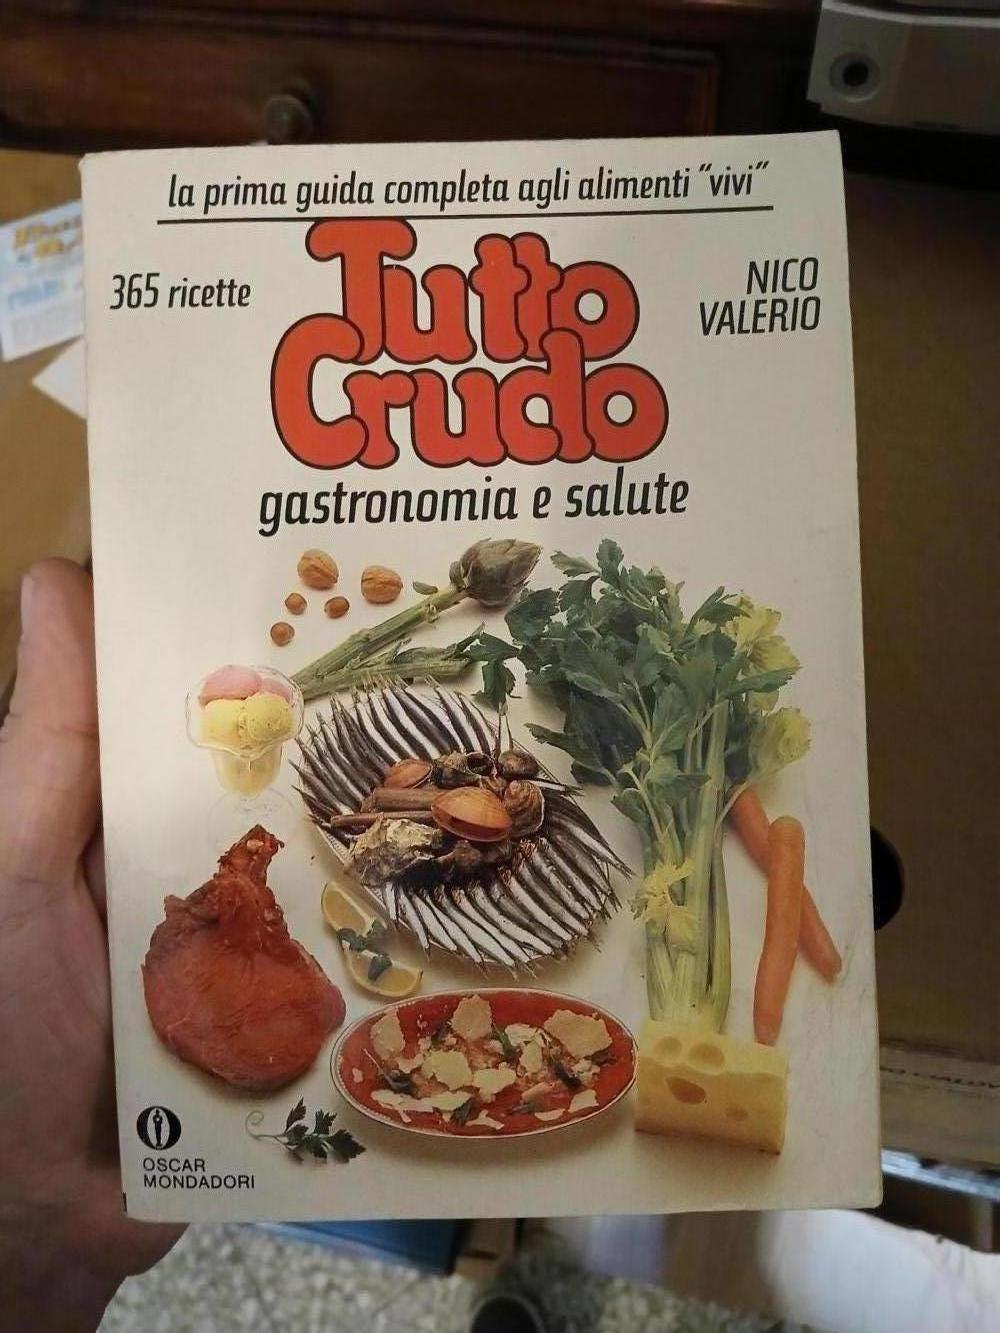 la prima guida completa agli alimenti "vivi"
365 ricette
Tutto
Crudo
NICO
VALERIO
gastronomia e salute
OSCAR
MONDADORI